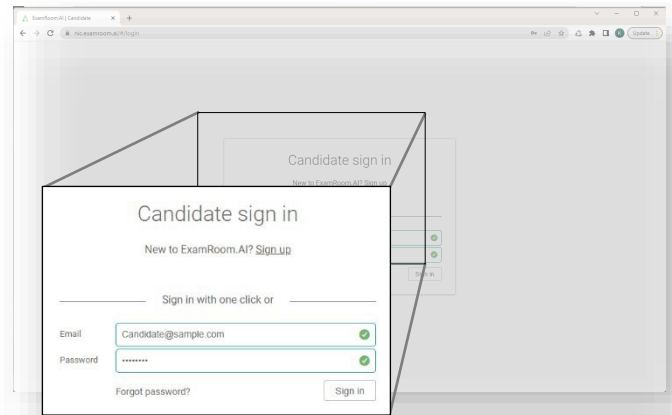 ExamRoom.AI | Candidate
nic.examroom.ai/#/login
Update
Candidate sign in
New to ExamRoom.AI? Sign up
Sign in
Candidate sign in
New to ExamRoom.AI? Sign up
Sign in with one click or
Email
Candidate@sample.com
Password
••••••••
Forgot password?
Sign in